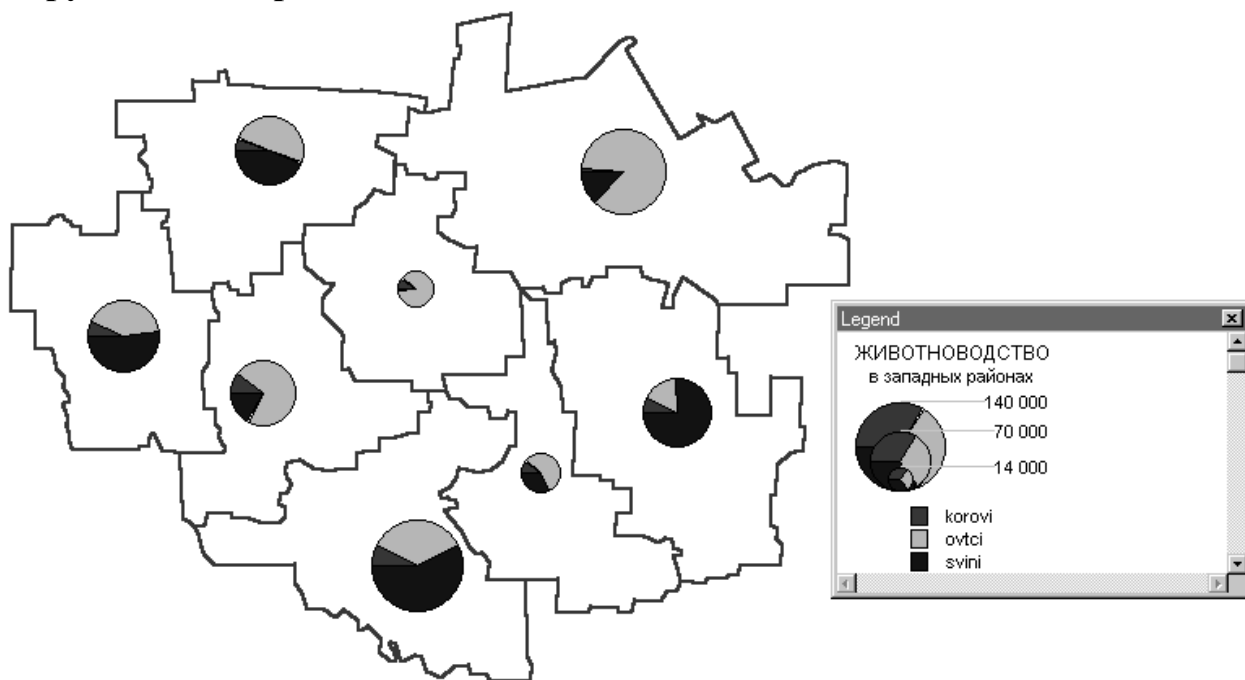 Legend
ЖИВОТНОВОДСТВО
в западных районах
140 000
70 000
14 000
korovi
ovtci
svini